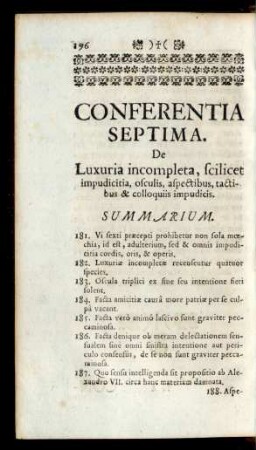 196 )†(
CONFERENTIA
SEPTIMA.
De
Luxuria incompleta, scilicet
impudicitia, osculis, aspectibus, tacti-
bus & colloquiis impudicis.
SUMMARIUM.
181. Vi sexti præcepti prohibetur non sola mœ-
chia, id est, adulterium, sed & omnis impudi-
tia cordis, oris, & operis.
182. Luxuriæ incompletæ recensentur quatuor
species.
183. Oscula triplici ex fine seu intentione fieri
solent.
184. Facta amicitiæ causâ more patriæ per se culpâ
vacant.
185. Facta verò animô lascivo sunt graviter pec-
caminosa.
186. Facta denique ob meram delectationem sen-
sualem sinè omni sinistra intentione aut peri-
culo consensûs, de se non sunt graviter pecca-
minosa.
187. Quo sensu intelligenda sit propositio ab Ale-
xandro VII. circa hanc materiam damnata.
188. Aspe-